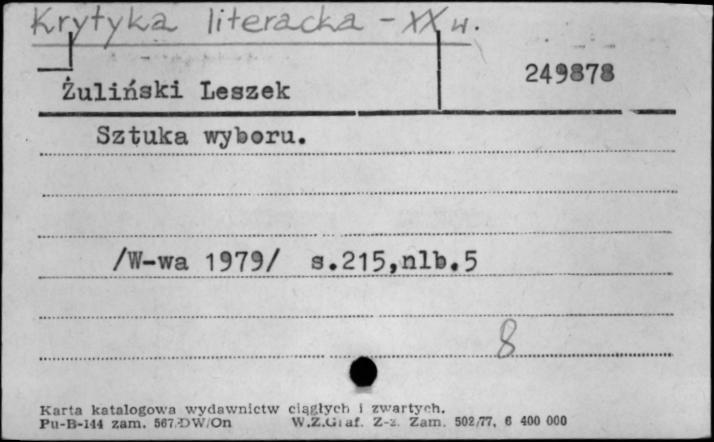 Krytyka literacka - XX w.
249878
Żuliński Leszek
Sztuka wyboru.
/W-wa 1979/ s.215,nlb.5
8
Karta katalogowa wydawnictw ciągłych i zwartych.
Pu-B-144 zam. 567/DW/On W.Z.Graf. Z-z. Zam. 502/77, 6 400 000